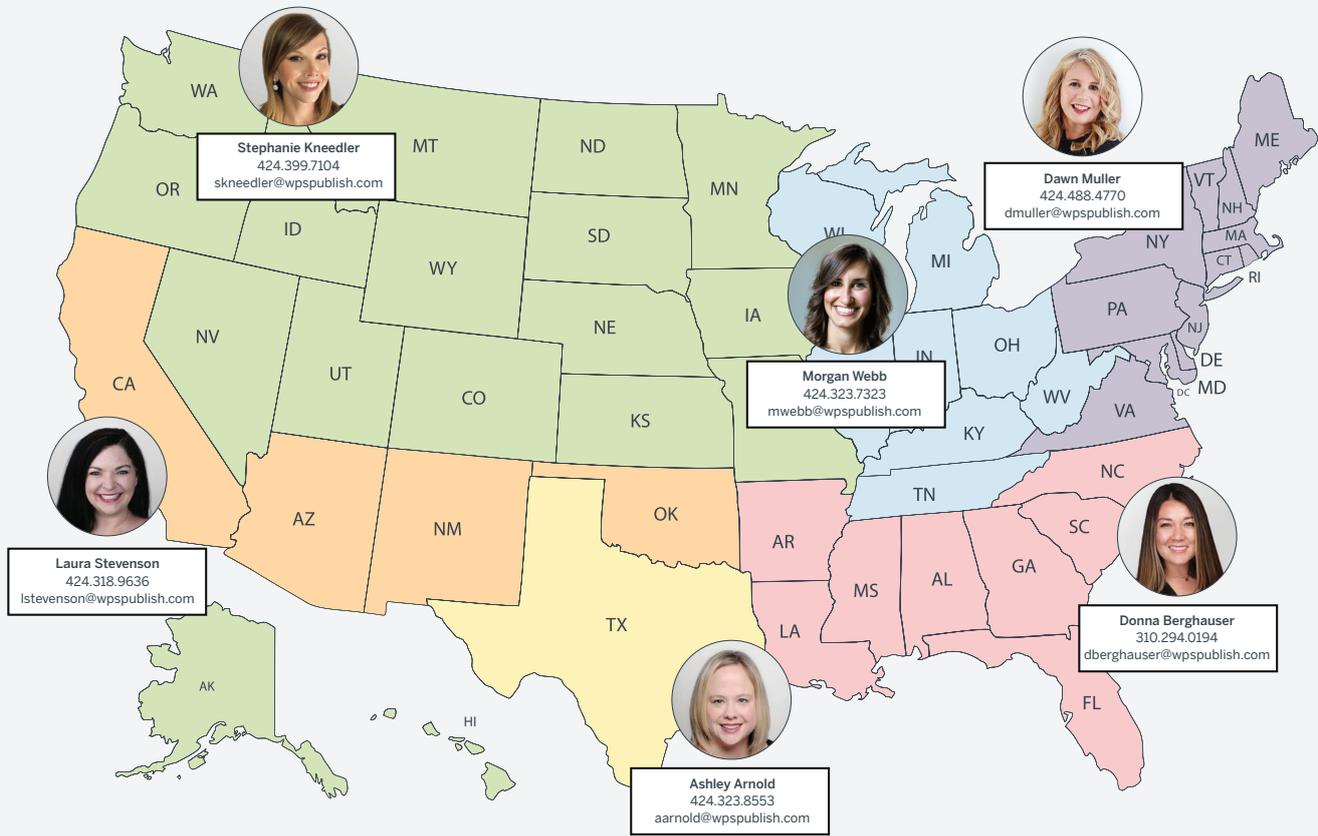 WA
MT
ND
MN
OR
ID
WY
SD
NE
IA
WI
MI
ME
VT
NH
NY
MA
CT
RI
PA
NJ
DE
MD
DC
NV
UT
CO
KS
CA
IN
OH
WV
VA
KY
TN
NC
SC
AZ
NM
OK
AR
MS
AL
GA
LA
TX
FL
AK
HI
Stephanie Kneedler
424.399.7104
skneedler@wpspublish.com
Dawn Muller
424.488.4770
dmuller@wpspublish.com
Morgan Webb
424.323.7323
mwebb@wpspublish.com
Laura Stevenson
424.318.9636
lstevenson@wpspublish.com
Donna Berghauser
310.294.0194
dberghauser@wpspublish.com
Ashley Arnold
424.323.8553
aarnold@wpspublish.com